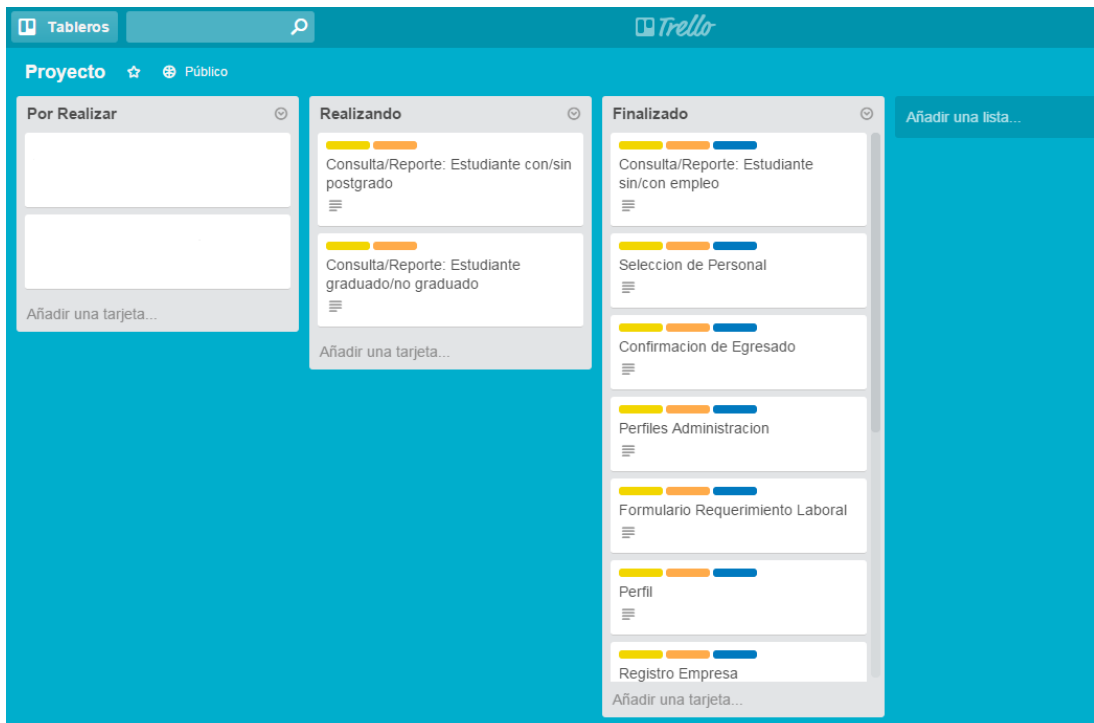 Tableros
Trello
Proyecto
Público
Por Realizar
Añadir una tarjeta...
Realizando
Consulta/Reporte: Estudiante con/sin
postgrado
Consulta/Reporte: Estudiante
graduado/no graduado
Añadir una tarjeta...
Finalizado
Consulta/Reporte: Estudiante
sin/con empleo
Seleccion de Personal
Confirmacion de Egresado
Perfiles Administracion
Formulario Requerimiento Laboral
Perfil
Registro Empresa
Añadir una tarjeta...
Añadir una lista...